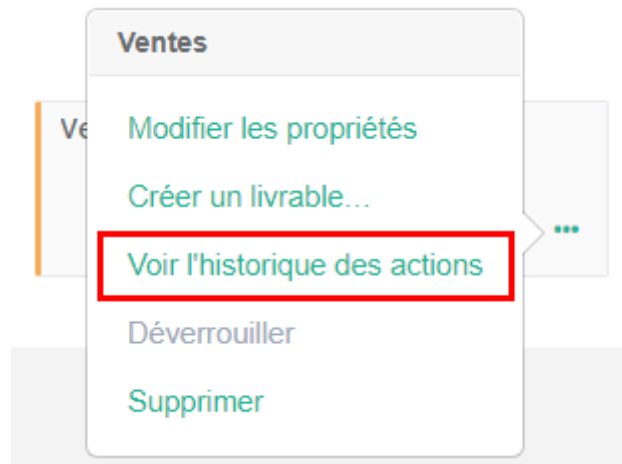 Ventes
Ve
Modifier les propriétés
Créer un livrable...
Voir l'historique des actions
Déverrouiller
Supprimer